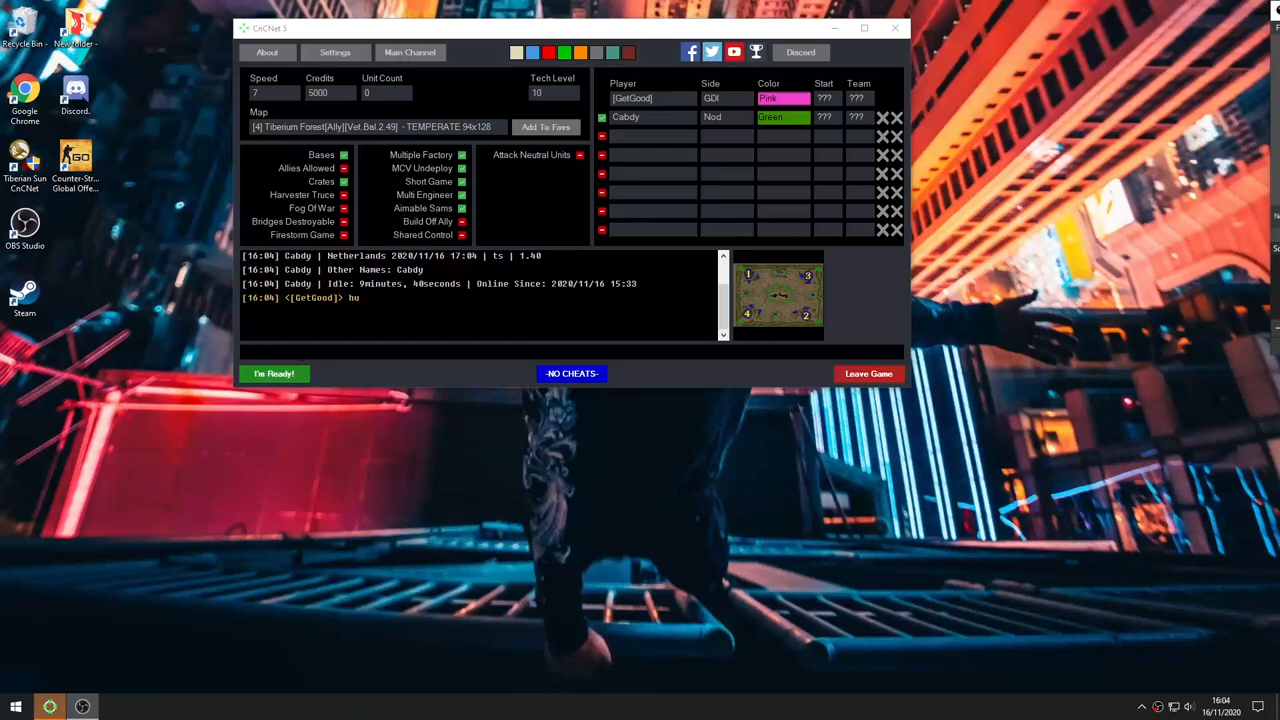 Recycle Bin -
New folder -
Google Chrome
Discord.
Tiberian Sun CnCNet
Counter-Str... Global Offe...
GO
OBS Studio
Steam
CnCNet 5
About
Settings
Main Channel
Discord
Speed
Credits
Unit Count
Tech Level
7
5000
0
10
Map
[4] Tiberium Forest[Ally][Vet.Bal.2.49] - TEMPERATE 94x128
Add To Favs
Bases
Allies Allowed
Crates
Harvester Truce
Fog Of War
Bridges Destroyable
Firestorm Game
Multiple Factory
MCV Undeploy
Short Game
Multi Engineer
Aimable Sams
Build Off Ally
Shared Control
Attack Neutral Units
Player
Side
Color
Start
Team
[GetGood]
GDI
Pink
???
???
Cabdy
Nod
Green
???
???
[16:04] Cabdy | Netherlands 2020/11/16 17:04 | ts | 1.40
[16:04] Cabdy | Other Names: Cabdy
[16:04] Cabdy | Idle: 9minutes, 40seconds | Online Since: 2020/11/16 15:33
[16:04] <[GetGood]> hu
1
3
4
2
I'm Ready!
-NO CHEATS-
Leave Game
16:04
16/11/2020